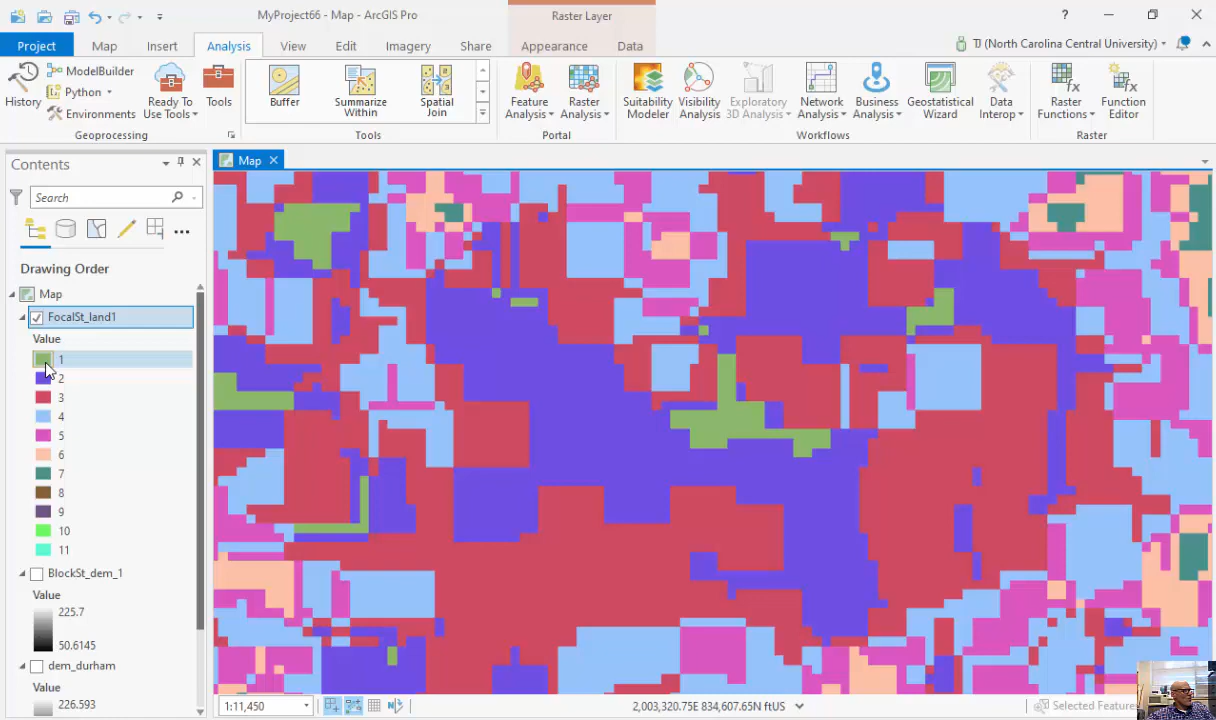 MyProject66 - Map - ArcGIS Pro
Raster Layer
?
Project Map Insert Analysis View Edit Imagery Share Appearance Data
TJ (North Carolina Central University)
History
ModelBuilder
Python
Environments
Ready To Use Tools
Tools
Geoprocessing
Buffer
Summarize Within
Spatial Join
Tools
Feature Analysis
Raster Analysis
Portal
Suitability Modeler
Visibility Analysis
Exploratory 3D Analysis
Network Analysis
Business Analysis
Geostatistical Wizard
Data Interop
Workflows
Raster Functions
Function Editor
Raster
Contents
Search
Drawing Order
Map
FocalSt_land1
Value
1
2
3
4
5
6
7
8
9
10
11
BlockSt_dem_1
Value
225.7
50.6145
dem_durham
Value
226.593
Map
1:11,450
2,003,320.75E 834,607.65N ftUS
Selected Features